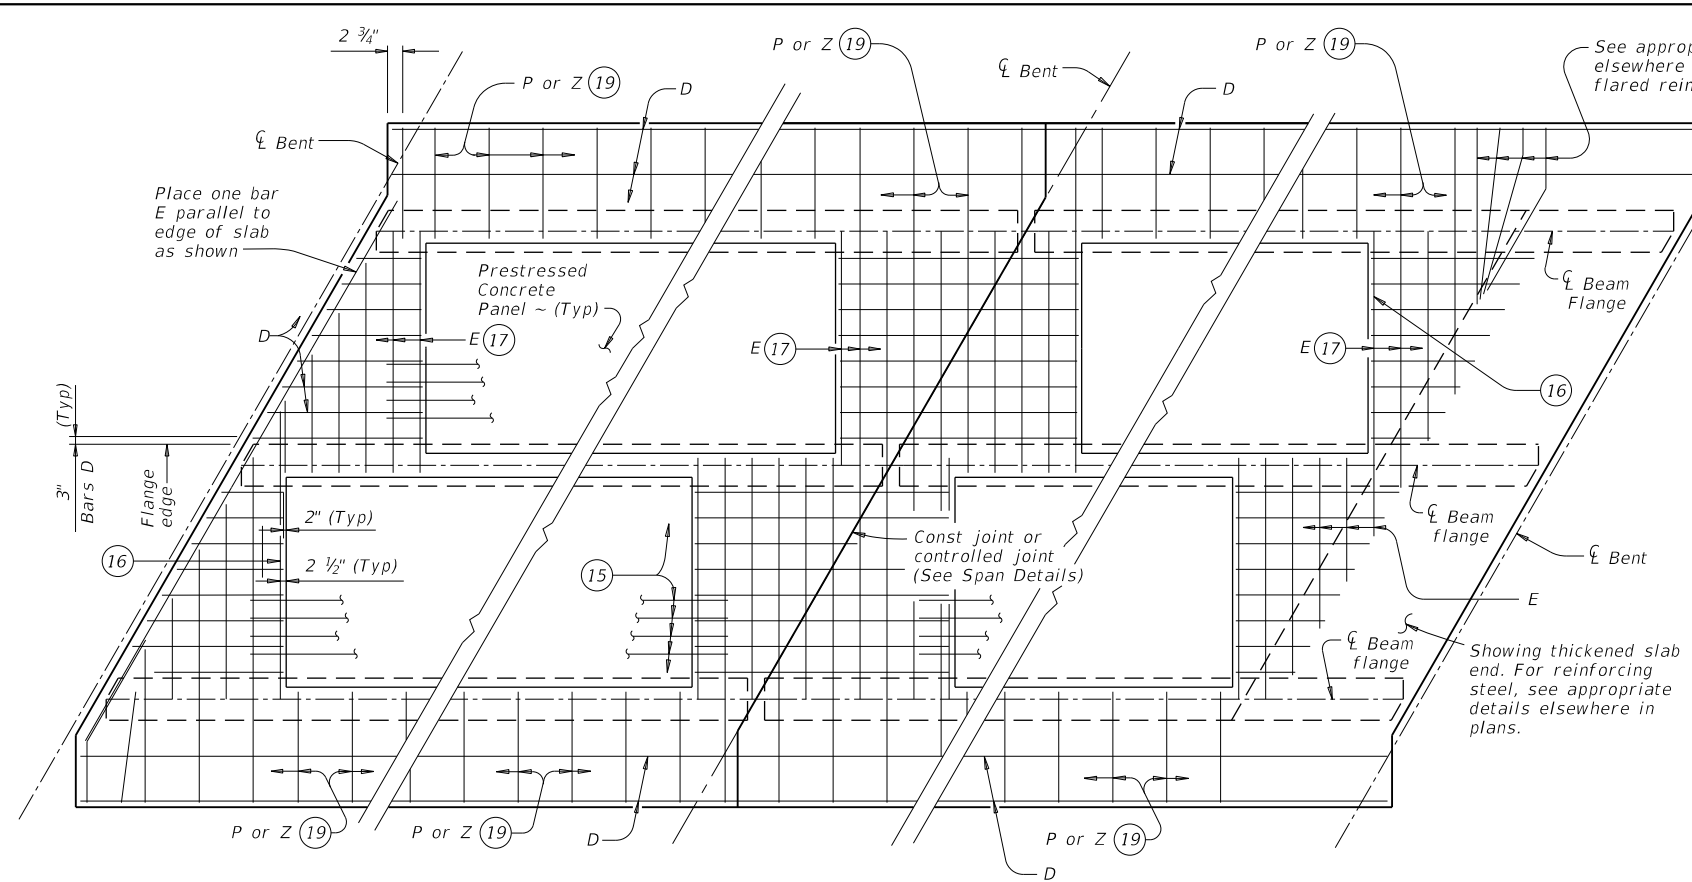 2 ¾"
P or Z 19
D
P or Z 19
℄ Bent
D
P or Z 19
See
elsewhere
flared
℄ Bent
Place one bar
E parallel to
edge of slab
as shown
Prestressed
Concrete
Panel ~ (Typ)
℄ Beam
Flange
D
E 17
E 17
E 17
16
(Typ)
3"
Bars D
Flange
edge
2" (Typ)
2 ½" (Typ)
16
15
Const joint or
controlled joint
(See Span Details)
℄ Beam
flange
℄ Bent
E
℄ Beam
flange
Showing thickened slab
end. For reinforcing
steel, see appropriate
details elsewhere in
plans.
P or Z 19
P or Z 19
D
P or Z 19
D